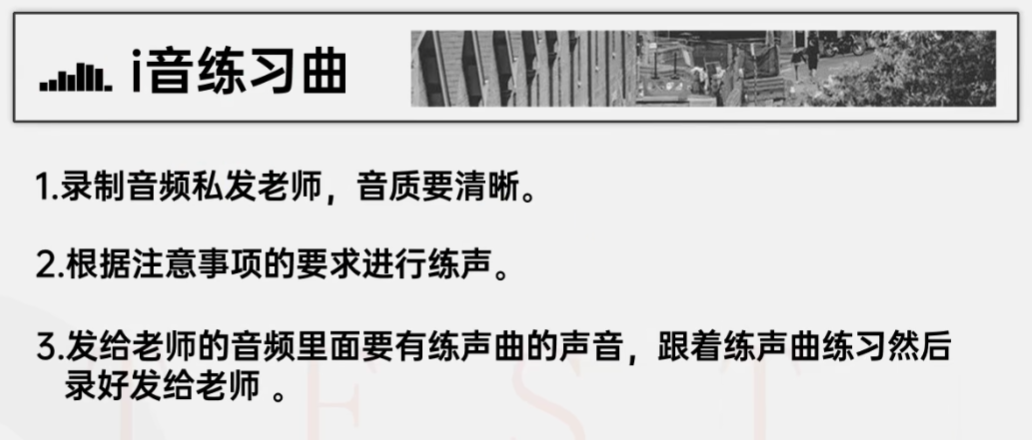 i音练习曲
1.录制音频私发老师，音质要清晰。
2.根据注意事项的要求进行练声。
3.发给老师的音频里面要有练声曲的声音，跟着练声曲练习然后
录好发给老师 。
TEST